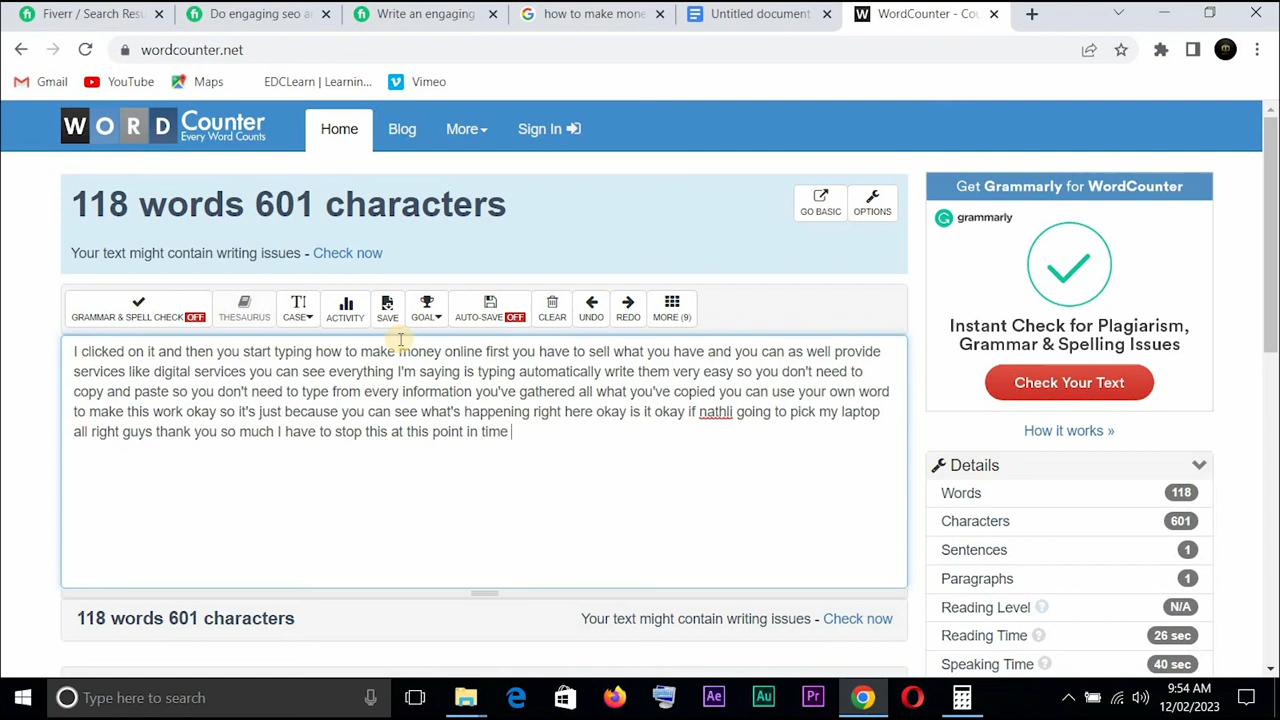 Fiverr / Search Resu
Do engaging seo ar
Write an engaging
how to make mone
Untitled document
WordCounter - Cou
wordcounter.net
Gmail
YouTube
Maps
EDCLearn | Learnin...
Vimeo
WORD Counter
Every Word Counts
Home
Blog
More
Sign In
118 words 601 characters
GO BASIC
OPTIONS
Your text might contain writing issues - Check now
GRAMMAR & SPELL CHECK OFF
THESAURUS
CASE
ACTIVITY
SAVE
GOAL
AUTO-SAVE OFF
CLEAR
UNDO
REDO
MORE (9)
I clicked on it and then you start typing how to make money online first you have to sell what you have and you can as well provide
services like digital services you can see everything I'm saying is typing automatically write them very easy so you don't need to
copy and paste so you don't need to type from every information you've gathered all what you've copied you can use your own word
to make this work okay so it's just because you can see what's happening right here okay is it okay if nathli going to pick my laptop
all right guys thank you so much I have to stop this at this point in time
118 words 601 characters
Your text might contain writing issues - Check now
Get Grammarly for WordCounter
grammarly
Instant Check for Plagiarism,
Grammar & Spelling Issues
Check Your Text
How it works »
Details
Words 118
Characters 601
Sentences 1
Paragraphs 1
Reading Level ? N/A
Reading Time ? 26 sec
Speaking Time ? 40 sec
Type here to search
Ae
Au
Pr
9:54 AM
12/02/2023